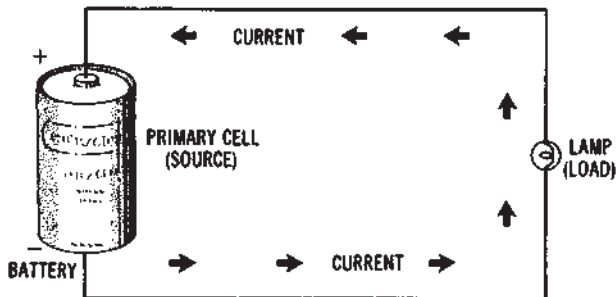 CURRENT
+
PRIMARY CELL
(SOURCE)
LAMP
(LOAD)
−
BATTERY
CURRENT